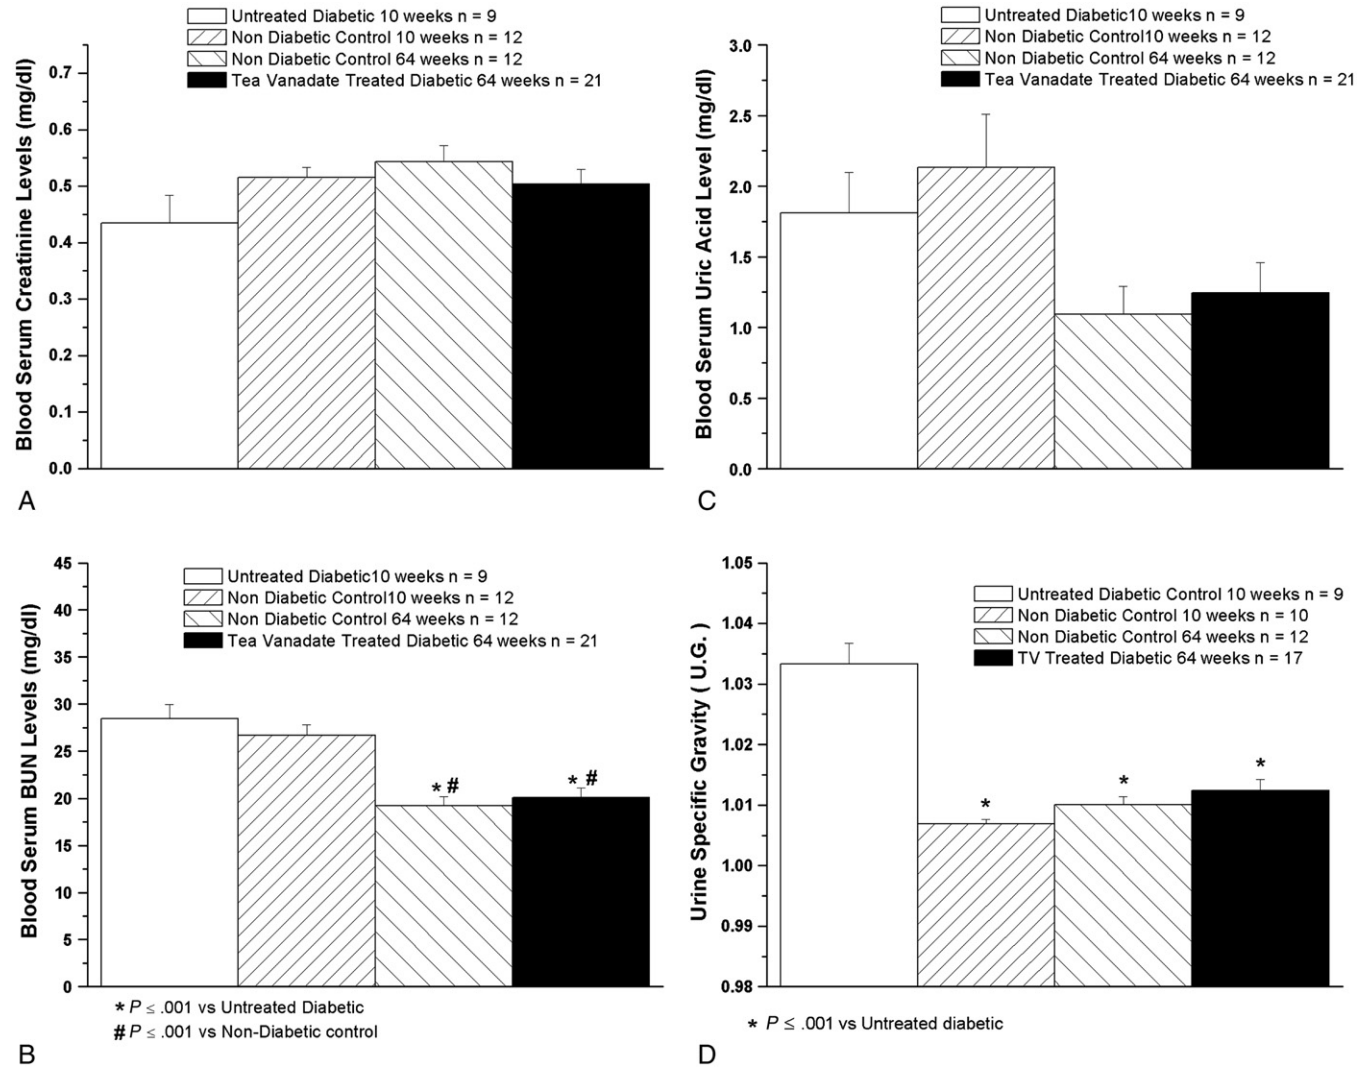 Untreated Diabetic 10 weeks n = 9
Non Diabetic Control 10 weeks n = 12
Non Diabetic Control 64 weeks n = 12
Tea Vanadate Treated Diabetic 64 weeks n = 21
Blood Serum Creatinine Levels (mg/dl)
0.7
0.6
0.5
0.4
0.3
0.2
0.1
0.0
A
Untreated Diabetic10 weeks n = 9
Non Diabetic Control10 weeks n = 12
Non Diabetic Control 64 weeks n = 12
Tea Vanadate Treated Diabetic 64 weeks n = 21
Blood Serum Uric Acid Level (mg/dl)
3.0
2.5
2.0
1.5
1.0
0.5
0.0
C
Untreated Diabetic10 weeks n = 9
Non Diabetic Control10 weeks n = 12
Non Diabetic Control 64 weeks n = 12
Tea Vanadate Treated Diabetic 64 weeks n = 21
Blood Serum BUN Levels (mg/dl)
45
40
35
30
25
20
15
10
5
0
* #
* #
* P ≤ .001 vs Untreated Diabetic
# P ≤ .001 vs Non-Diabetic control
B
Untreated Diabetic Control 10 weeks n = 9
Non Diabetic Control 10 weeks n = 10
Non Diabetic Control 64 weeks n = 12
TV Treated Diabetic 64 weeks n = 17
Urine Specific Gravity ( U.G. )
1.05
1.04
1.03
1.02
1.01
1.00
0.99
0.98
*
*
*
* P ≤ .001 vs Untreated diabetic
D